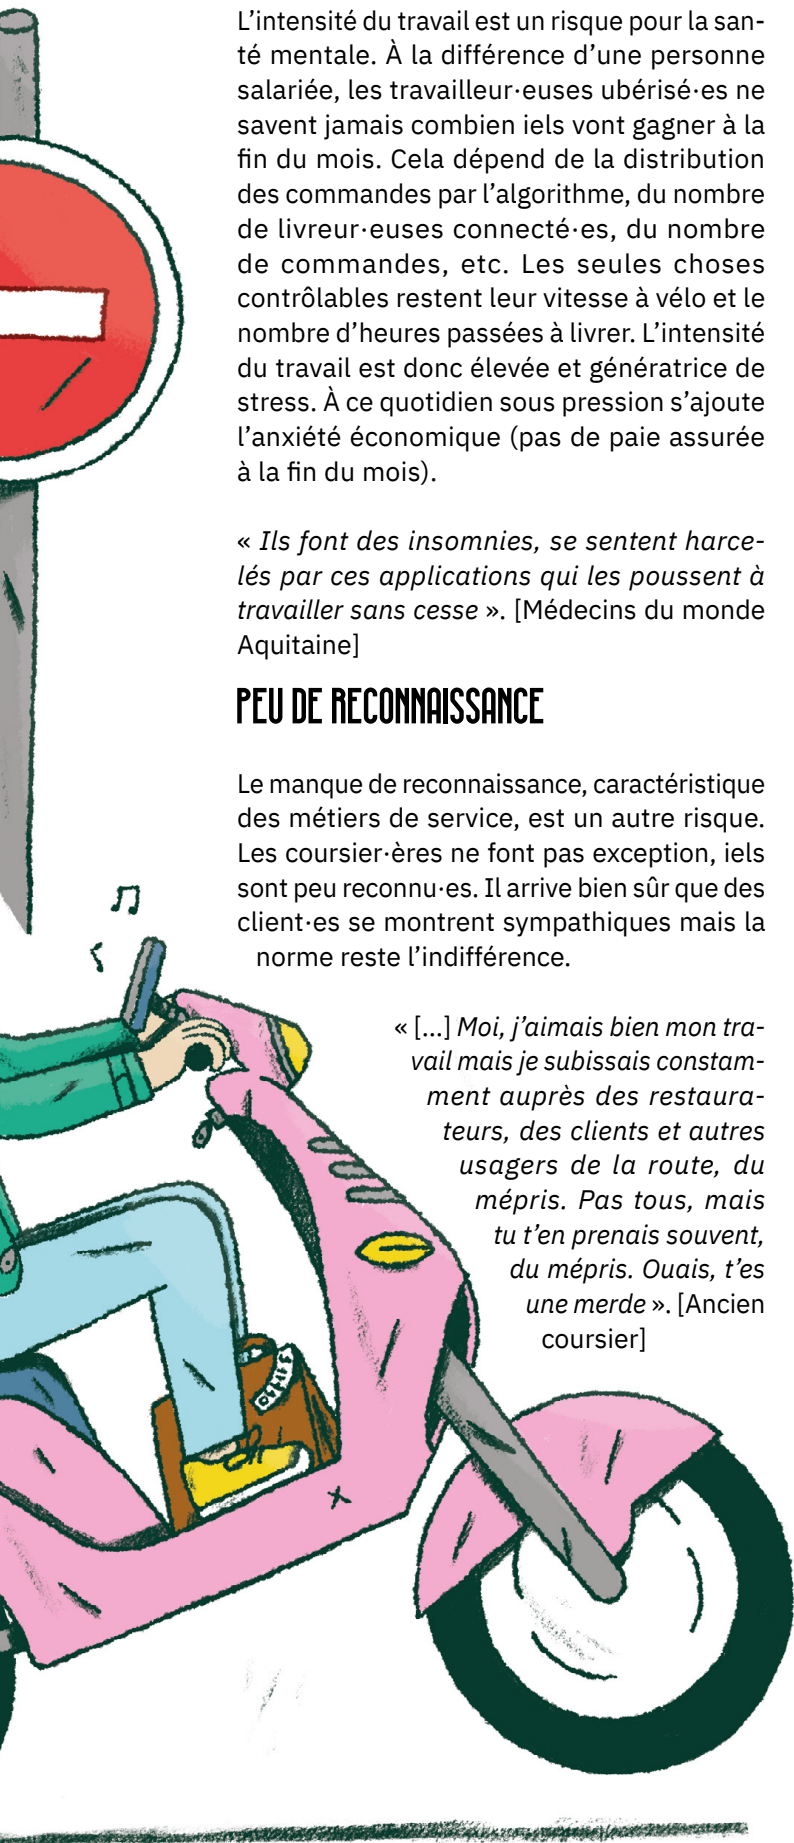 L’intensité du travail est un risque pour la san-
té mentale. À la différence d’une personne
salariée, les travailleur·euses ubérisé·es ne
savent jamais combien iels vont gagner à la
fin du mois. Cela dépend de la distribution
des commandes par l’algorithme, du nombre
de livreur·euses connecté·es, du nombre
de commandes, etc. Les seules choses
contrôlables restent leur vitesse à vélo et le
nombre d’heures passées à livrer. L’intensité
du travail est donc élevée et génératrice de
stress. À ce quotidien sous pression s’ajoute
l’anxiété économique (pas de paie assurée
à la fin du mois).
« Ils font des insomnies, se sentent harce-
lés par ces applications qui les poussent à
travailler sans cesse ». [Médecins du monde
Aquitaine]
PEU DE RECONNAISSANCE
Le manque de reconnaissance, caractéristique
des métiers de service, est un autre risque.
Les coursier·ères ne font pas exception, iels
sont peu reconnu·es. Il arrive bien sûr que des
client·es se montrent sympathiques mais la
norme reste l’indifférence.
« [...] Moi, j’aimais bien mon tra-
vail mais je subissais constam-
ment auprès des restaura-
teurs, des clients et autres
usagers de la route, du
mépris. Pas tous, mais
tu t’en prenais souvent,
du mépris. Ouais, t’es
une merde ». [Ancien
coursier]